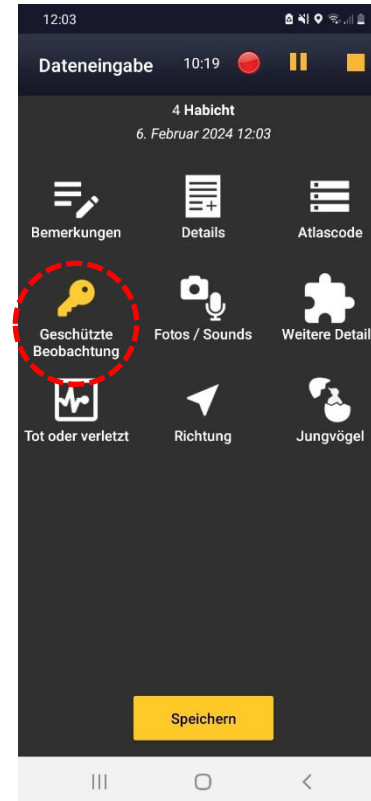 12:03
Dateneingabe 10:19
4 Habicht
6. Februar 2024 12:03
Bemerkungen Details Atlascode
Geschützte Fotos / Sounds Weitere Detail
Beobachtung
Tot oder verletzt Richtung Jungvögel
Speichern